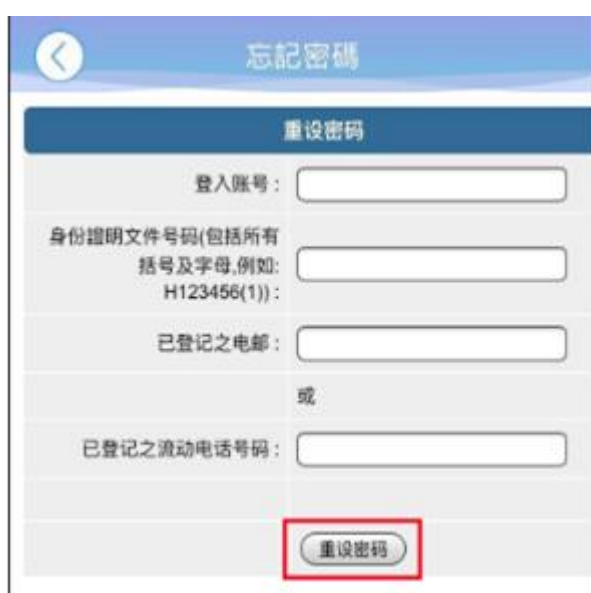 忘記密碼
重设密码
登入账号 :
身份證明文件号码(包括所有
括号及字母,例如:
H123456(1)) :
已登记之电邮 :
或
已登记之流动电话号码 :
重设密码